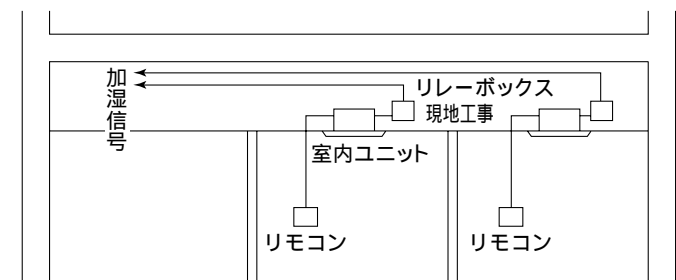 加湿信号
リレーボックス
現地工事
室内ユニット
リモコン
リモコン